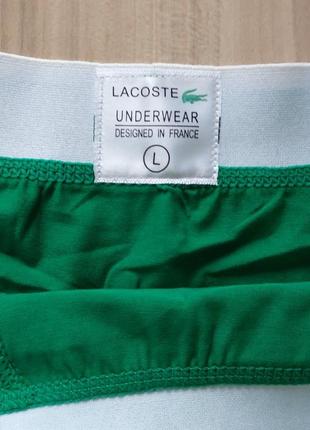 LACOSTE
UNDERWEAR
DESIGNED IN FRANCE
L